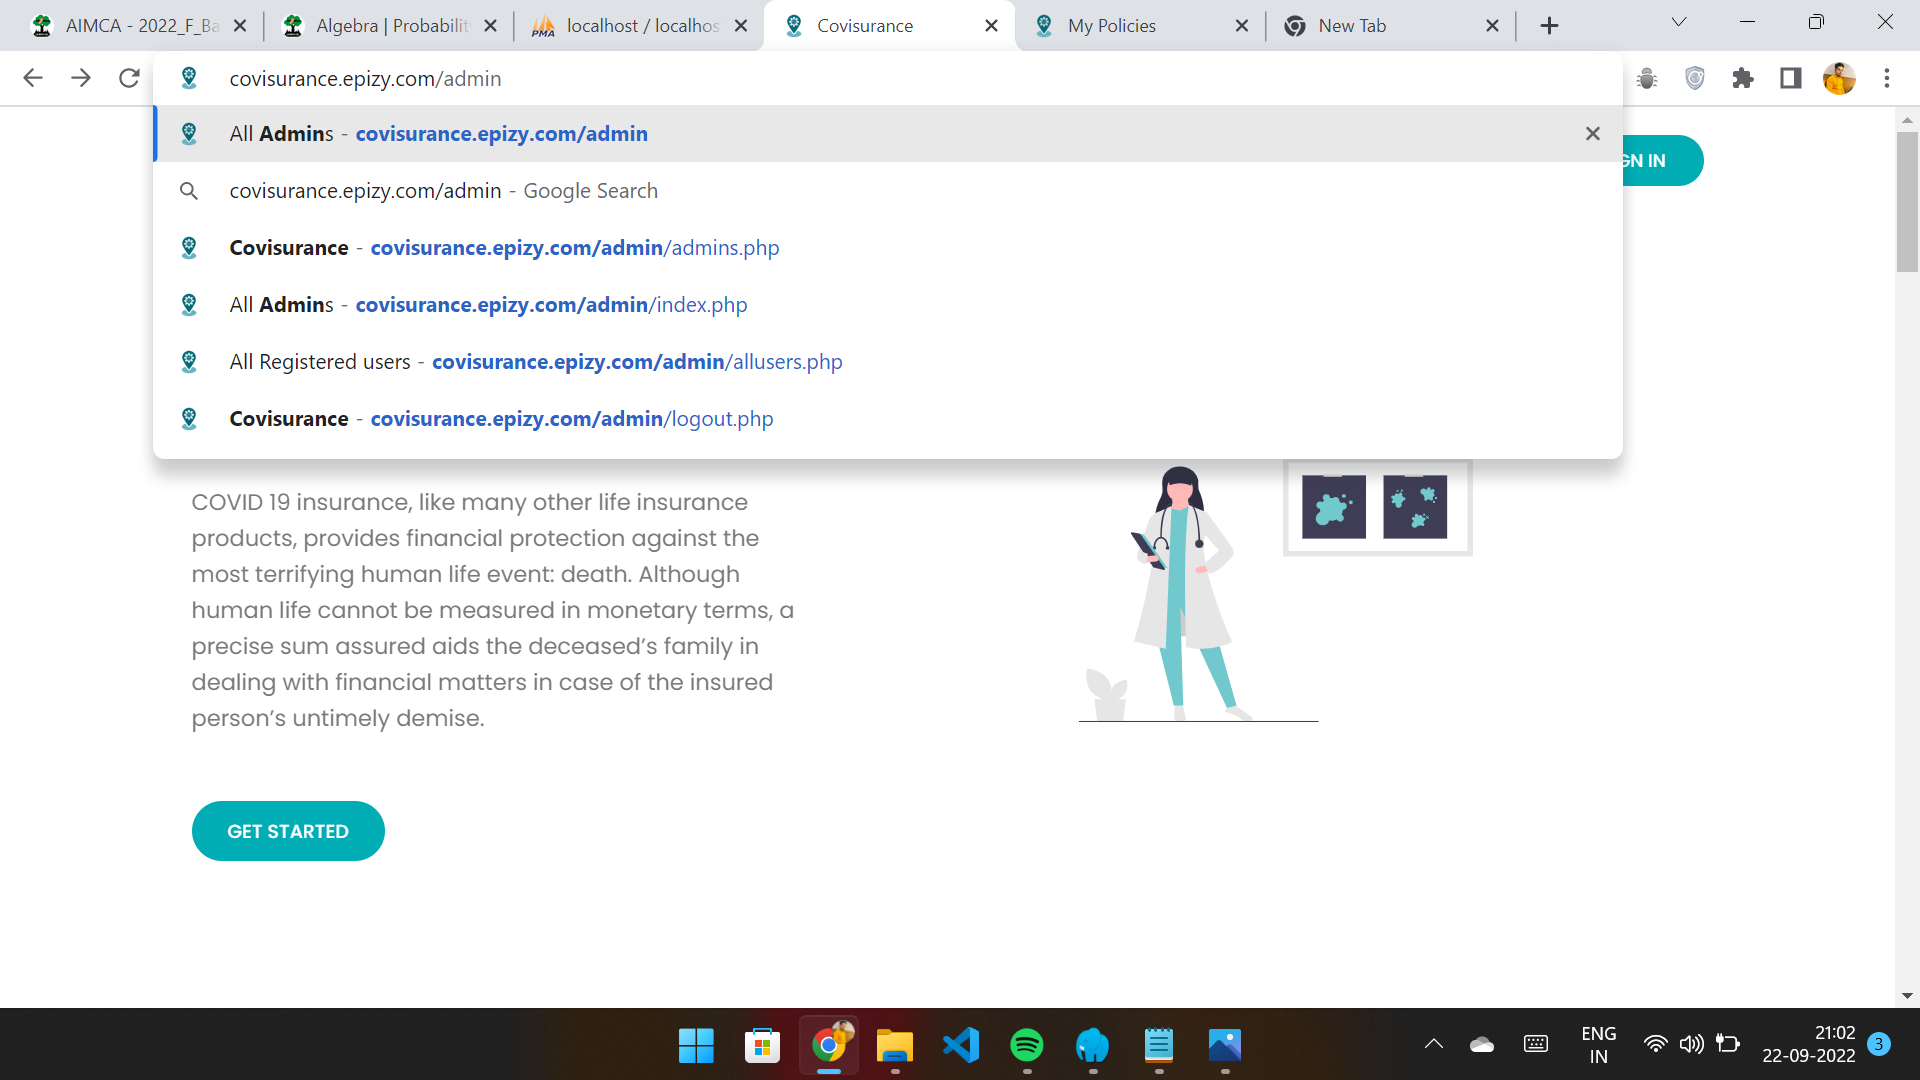 AIMCA - 2022_F_Ba
Algebra | Probabilit
localhost / localhos
Covisurance
My Policies
New Tab
covisurance.epizy.com/admin
All Admins - covisurance.epizy.com/admin
covisurance.epizy.com/admin - Google Search
Covisurance - covisurance.epizy.com/admin/admins.php
All Admins - covisurance.epizy.com/admin/index.php
All Registered users - covisurance.epizy.com/admin/allusers.php
Covisurance - covisurance.epizy.com/admin/logout.php
GN IN
COVID 19 insurance, like many other life insurance
products, provides financial protection against the
most terrifying human life event: death. Although
human life cannot be measured in monetary terms, a
precise sum assured aids the deceased’s family in
dealing with financial matters in case of the insured
person’s untimely demise.
GET STARTED
ENG
IN
21:02
22-09-2022
3
PMA